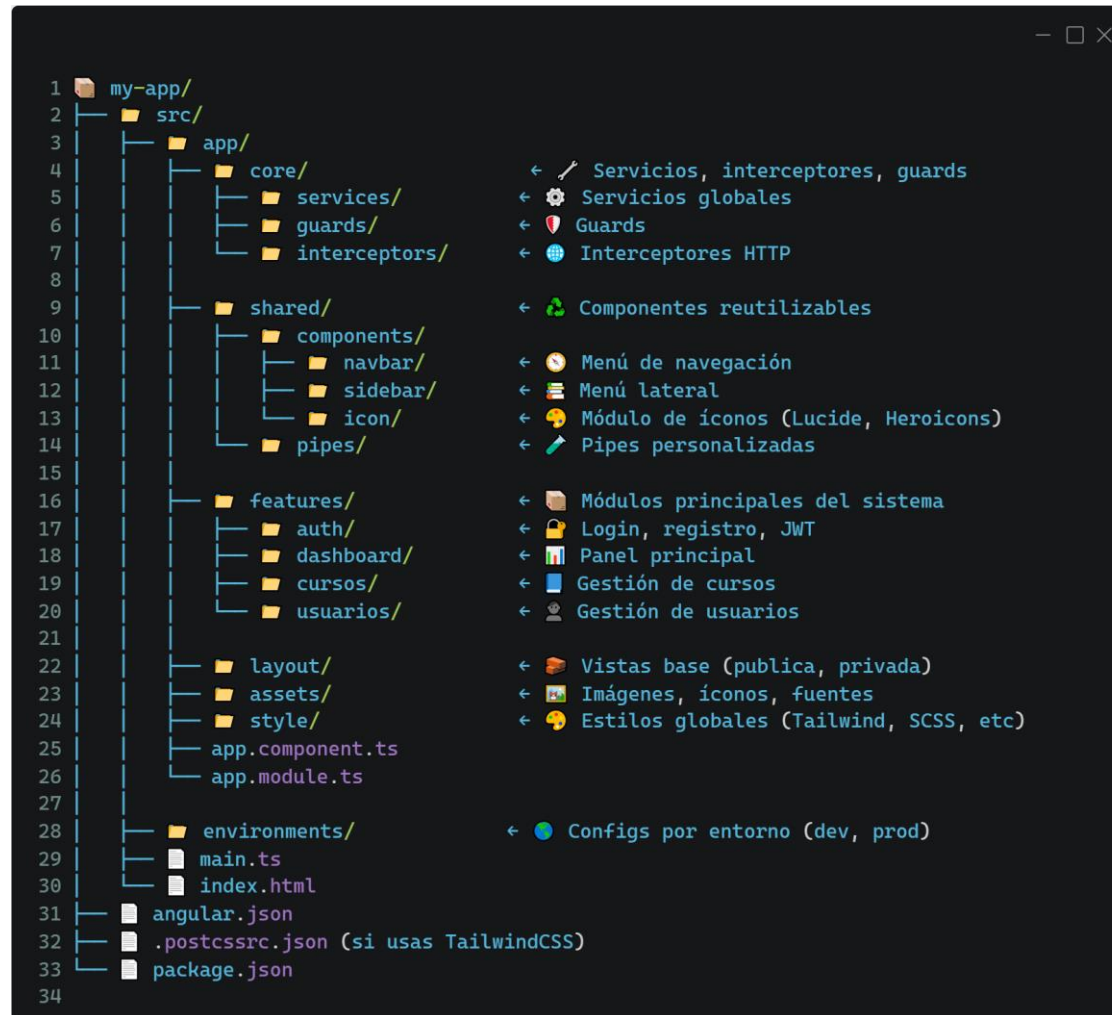 1 📦 my-app/
2 ├── 📁 src/
3 │   ├── 📁 app/
4 │   │   ├── 📁 core/ ← 🔧 Servicios, interceptores, guards
5 │   │   │   ├── 📁 services/ ← ⚙️ Servicios globales
6 │   │   │   ├── 📁 guards/ ← 🛡️ Guards
7 │   │   │   └── 📁 interceptors/ ← 🌐 Interceptores HTTP
8 │   │   │
9 │   │   ├── 📁 shared/ ← ♻️ Componentes reutilizables
10 │   │   │   ├── 📁 components/
11 │   │   │   │   ├── 📁 navbar/ ← 🧭 Menú de navegación
12 │   │   │   │   ├── 📁 sidebar/ ← 📚 Menú lateral
13 │   │   │   │   └── 📁 icon/ ← 🎨 Módulo de íconos (Lucide, Heroicons)
14 │   │   │   └── 📁 pipes/ ← 🧪 Pipes personalizadas
15 │   │   │
16 │   │   ├── 📁 features/ ← 📦 Módulos principales del sistema
17 │   │   │   ├── 📁 auth/ ← 🔐 Login, registro, JWT
18 │   │   │   ├── 📁 dashboard/ ← 📊 Panel principal
19 │   │   │   ├── 📁 cursos/ ← 📘 Gestión de cursos
20 │   │   │   └── 📁 usuarios/ ← 👤 Gestión de usuarios
21 │   │   │
22 │   │   ├── 📁 layout/ ← 🧱 Vistas base (publica, privada)
23 │   │   ├── 📁 assets/ ← 🖼️ Imágenes, íconos, fuentes
24 │   │   ├── 📁 style/ ← 🎨 Estilos globales (Tailwind, SCSS, etc)
25 │   │   ├── app.component.ts
26 │   │   └── app.module.ts
27 │   │
28 │   ├── 📁 environments/ ← 🌎 Configs por entorno (dev, prod)
29 │   ├── 📄 main.ts
30 │   └── 📄 index.html
31 ├── 📄 angular.json
32 ├── 📄 .postcssrc.json (si usas TailwindCSS)
33 └── 📄 package.json
34